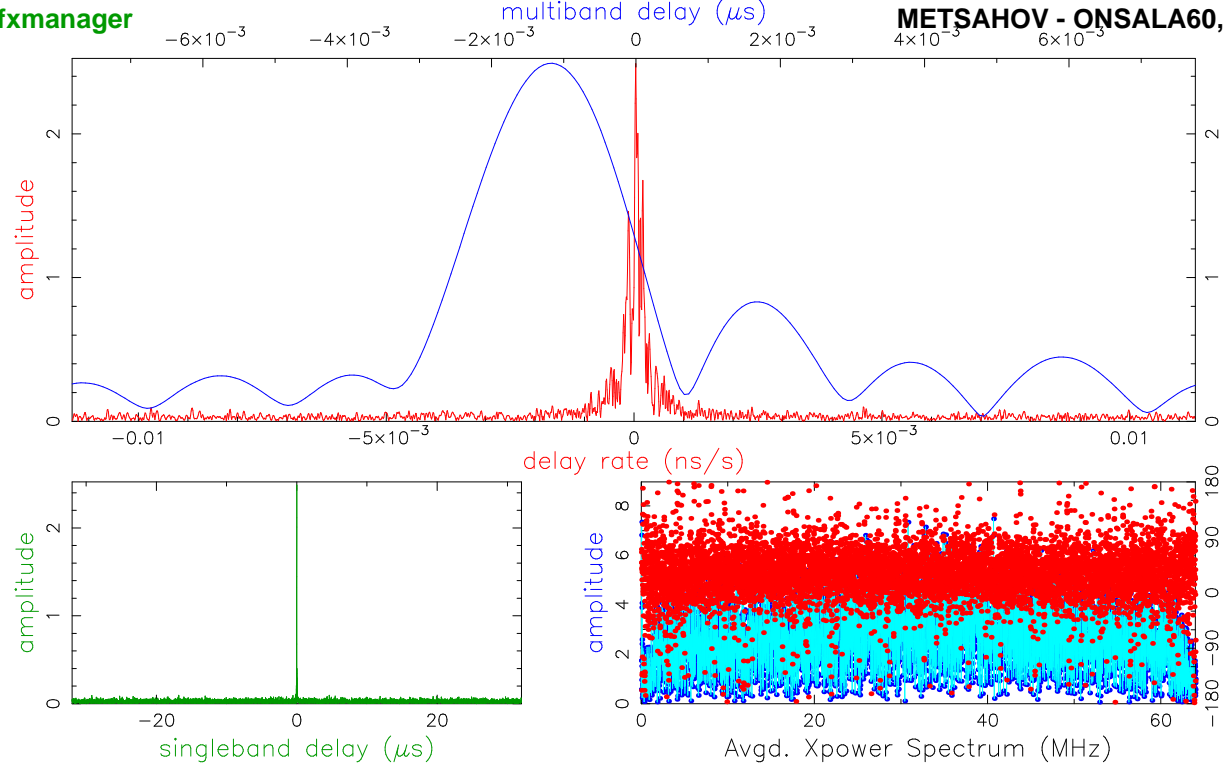 fxmanager
multiband delay (μs)
METSAHOV - ONSALA60,
−6×10⁻³ −4×10⁻³ −2×10⁻³ 0 2×10⁻³ 4×10⁻³ 6×10⁻³
amplitude
2 2
1 1
0 0
−0.01 −5×10⁻³ 0 5×10⁻³ 0.01
delay rate (ns/s)
amplitude
2
1
0
−20 0 20
singleband delay (μs)
amplitude
8
6
4
2
0
180
90
0
−90
−180
0 20 40 60
Avgd. Xpower Spectrum (MHz)